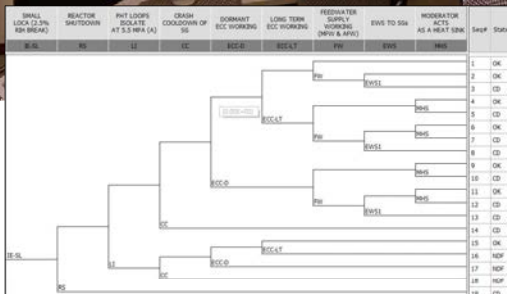 SMALL LOCA (2.5% RIH BREAK)
REACTOR SHUTDOWN
PHT LOOPS ISOLATE AT 5.5 MPA (A)
CRASH COOLDOWN OF SG
DORMANT ECC WORKING
LONG TERM ECC WORKING
FEEDWATER SUPPLY WORKING (MFW & AFW)
EWS TO SGs
MODERATOR ACTS AS A HEAT SINK
Seq#
IE-SL
RS
LI
CC
ECC-D
ECC-LT
FW
EWS
MHS
1 OK
FW
2 OK
EWS1
3 CD
4 OK
MHS
5 CD
ECC-LT
6 OK
MHS
FW
7 CD
EWS1
8 CD
9 OK
MHS
10 CD
ECC-D
11 OK
MHS
FW
12 CD
EWS1
13 CD
CC
14 CD
15 OK
ECC-LT
IE-SL
16 NDF
LI
ECC-D
17 NDF
CC
18 NDF
RS
19 CD